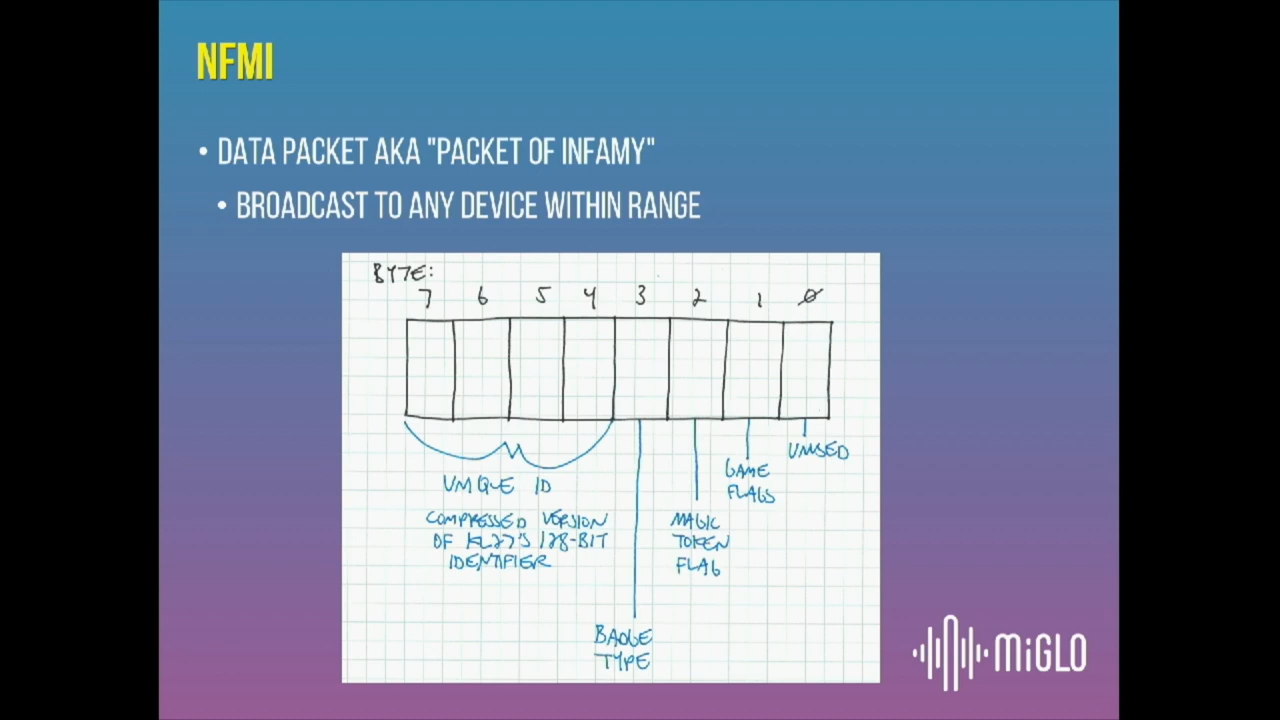 NFMI
• DATA PACKET AKA "PACKET OF INFAMY"
• BROADCAST TO ANY DEVICE WITHIN RANGE
BYTE:
7 6 5 4 3 2 1 0
UNUSED
GAME
FLAGS
UNIQUE ID
COMPRESSED VERSION
OF KL27'S 128-BIT
IDENTIFIER
MAGIC
TOKEN
FLAG
BADGE
TYPE
MiGLO